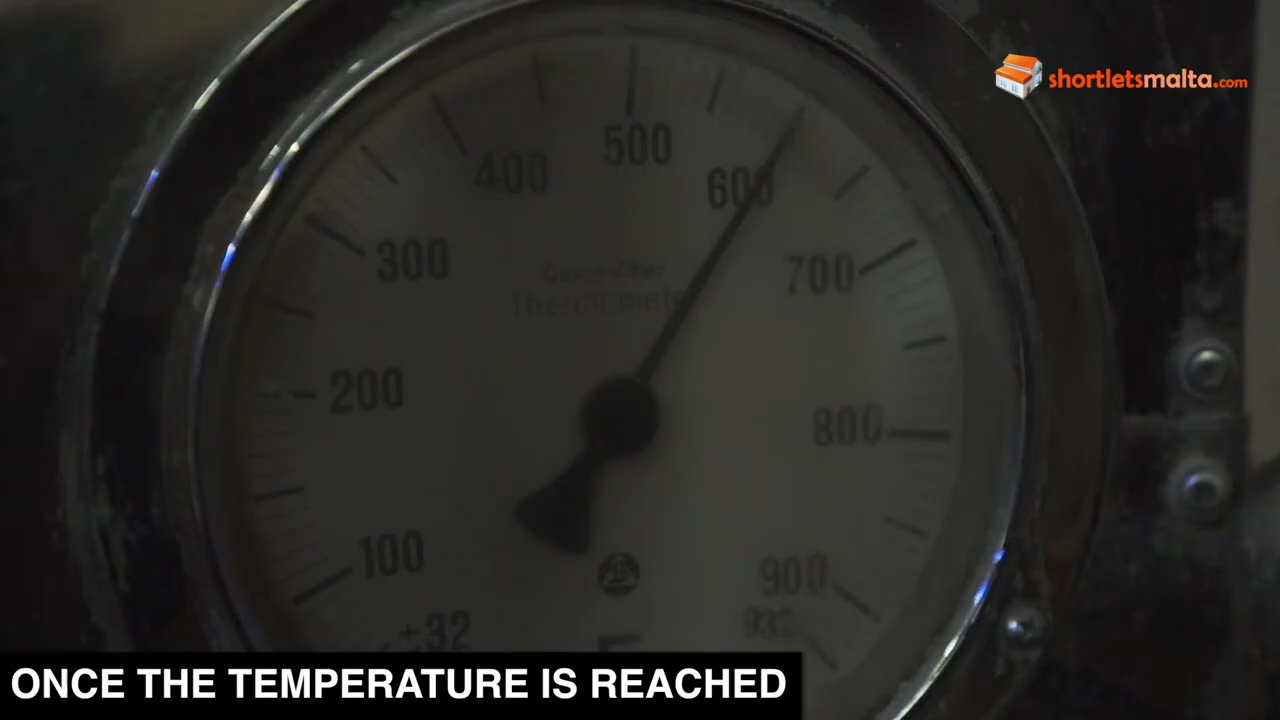 shortletsmalta.com
500
400
600
300
700
Thermometer
200
800
100
900
+32
932
F
ONCE THE TEMPERATURE IS REACHED